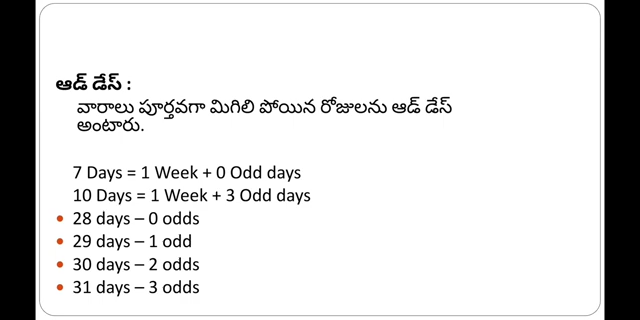 ఆడ్ డేస్ :
వారాలు పూర్తవగా మిగిలి పోయిన రోజులను ఆడ్ డేస్
అంటారు.
7 Days = 1 Week + 0 Odd days
10 Days = 1 Week + 3 Odd days
• 28 days – 0 odds
• 29 days – 1 odd
• 30 days – 2 odds
• 31 days – 3 odds